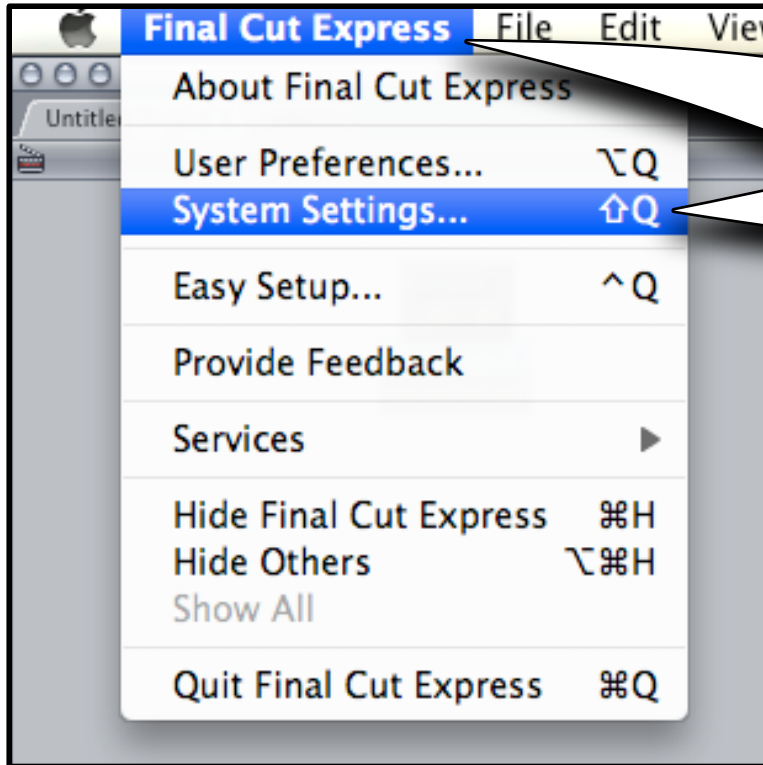 Final Cut Express File Edit View
About Final Cut Express
Untitle
User Preferences... ⌥Q
System Settings... ⇧Q
Easy Setup... ^Q
Provide Feedback
Services ▶
Hide Final Cut Express ⌘H
Hide Others ⌥⌘H
Show All
Quit Final Cut Express ⌘Q